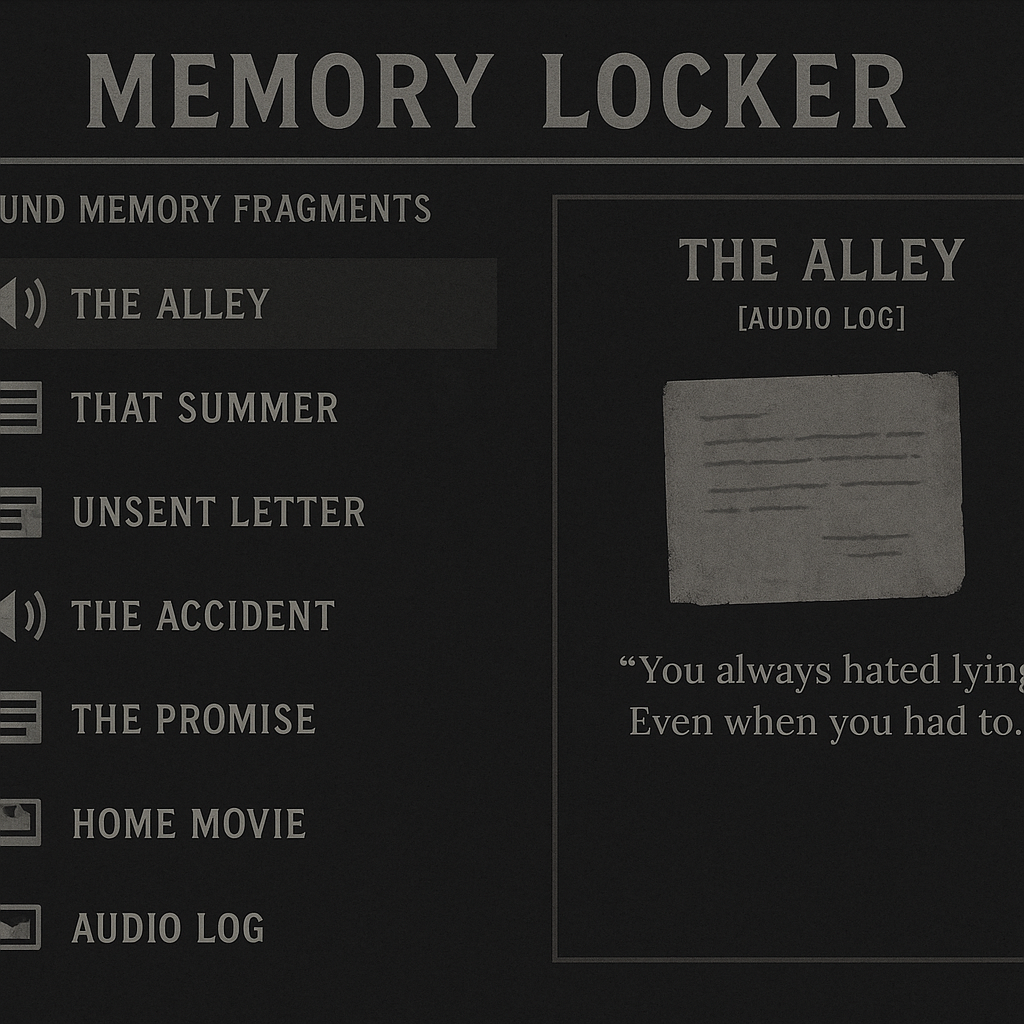 MEMORY LOCKER
UND MEMORY FRAGMENTS
THE ALLEY
THAT SUMMER
UNSENT LETTER
THE ACCIDENT
THE PROMISE
HOME MOVIE
AUDIO LOG
THE ALLEY
[AUDIO LOG]
“You always hated lying
Even when you had to.